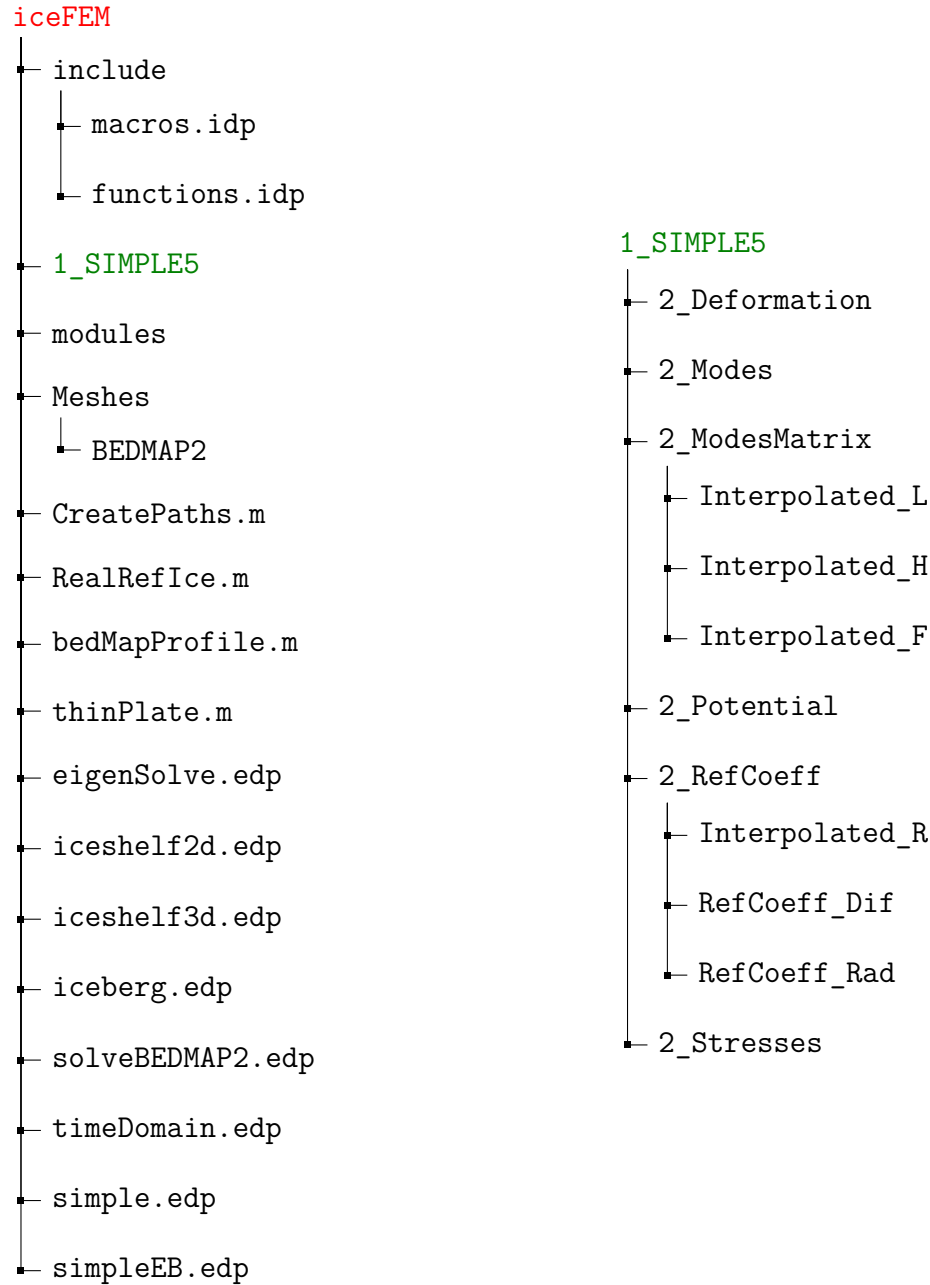 iceFEM
include
macros.idp
functions.idp
1_SIMPLE5
modules
Meshes
BEDMAP2
CreatePaths.m
RealRefIce.m
bedMapProfile.m
thinPlate.m
eigenSolve.edp
iceshelf2d.edp
iceshelf3d.edp
iceberg.edp
solveBEDMAP2.edp
timeDomain.edp
simple.edp
simpleEB.edp
1_SIMPLE5
2_Deformation
2_Modes
2_ModesMatrix
Interpolated_L
Interpolated_H
Interpolated_F
2_Potential
2_RefCoeff
Interpolated_R
RefCoeff_Dif
RefCoeff_Rad
2_Stresses